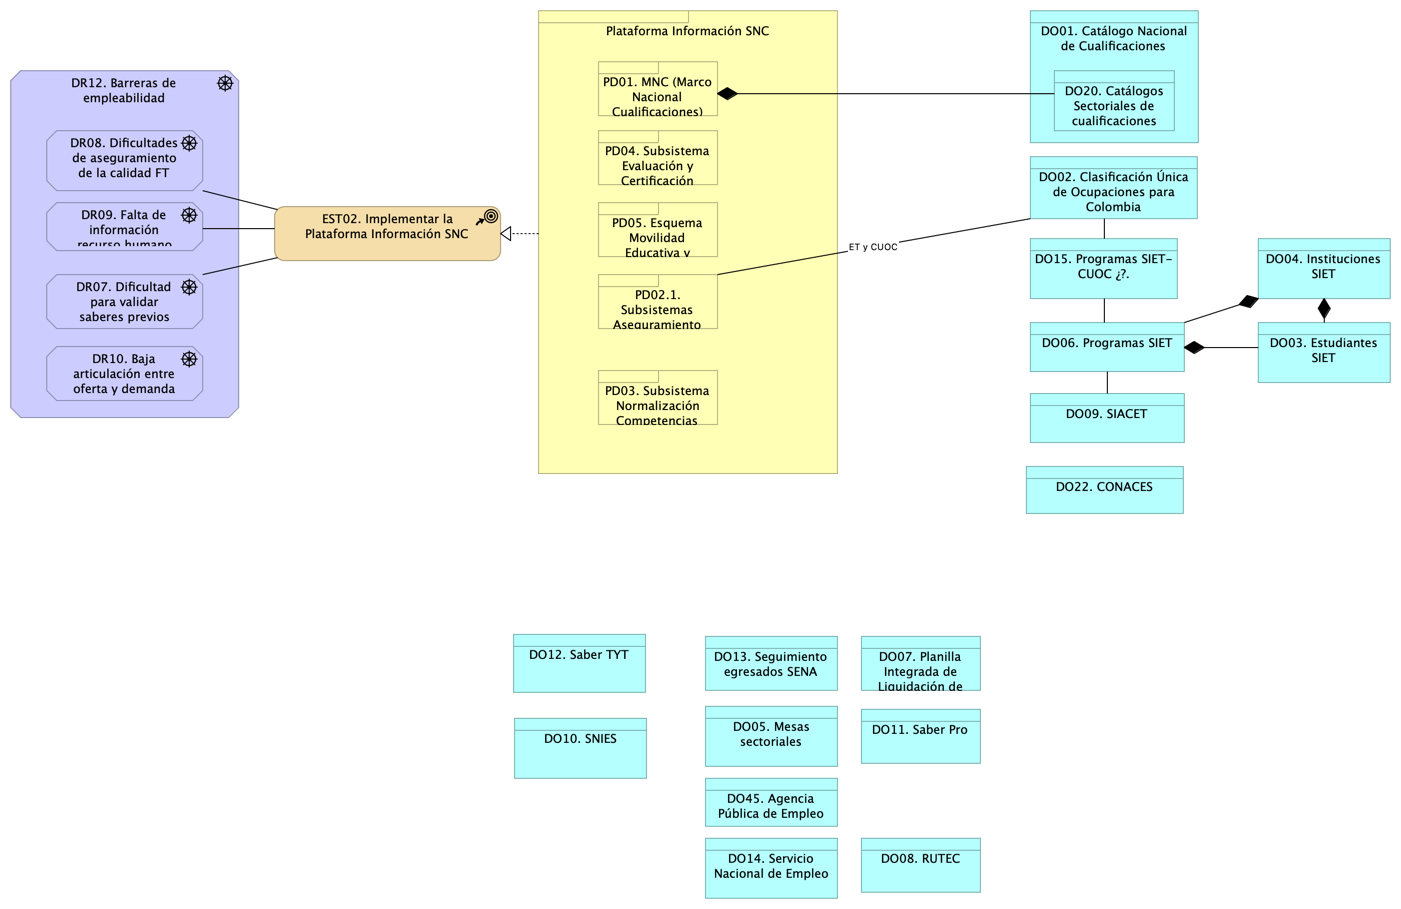 DR12. Barreras de
empleabilidad
DR08. Dificultades
de aseguramiento
de la calidad FT
DR09. Falta de
información
recurso humano
DR07. Dificultad
para validar
saberes previos
DR10. Baja
articulación entre
oferta y demanda
EST02. Implementar la
Plataforma Información SNC
Plataforma Información SNC
PD01. MNC (Marco
Nacional
Cualificaciones)
PD04. Subsistema
Evaluación y
Certificación
PD05. Esquema
Movilidad
Educativa y
PD02.1.
Subsistemas
Aseguramiento
PD03. Subsistema
Normalización
Competencias
ET y CUOC
DO01. Catálogo Nacional
de Cualificaciones
DO20. Catálogos
Sectoriales de
cualificaciones
DO02. Clasificación Única
de Ocupaciones para
Colombia
DO15. Programas SIET-
CUOC ¿?.
DO04. Instituciones
SIET
DO06. Programas SIET
DO03. Estudiantes
SIET
DO09. SIACET
DO22. CONACES
DO12. Saber TYT
DO13. Seguimiento
egresados SENA
DO07. Planilla
Integrada de
Liquidación de
DO10. SNIES
DO05. Mesas
sectoriales
DO11. Saber Pro
DO45. Agencia
Pública de Empleo
DO14. Servicio
Nacional de Empleo
DO08. RUTEC